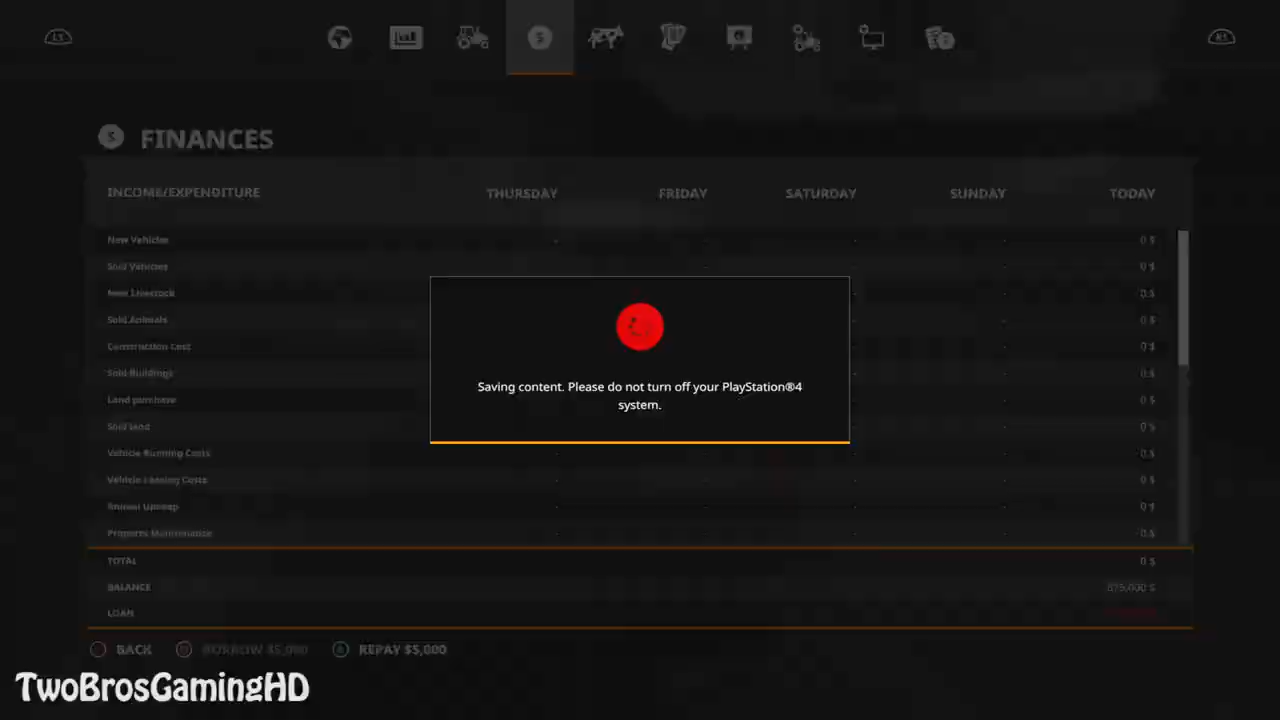 FINANCES
INCOME/EXPENDITURE THURSDAY FRIDAY SATURDAY SUNDAY TODAY
New Vehicles - - - - 0 $
Sold Vehicles - - - 0 $
New Livestock - - 0 $
Sold Animals - - 0 $
Construction Cost - - 0 $
Sold Buildings - - 0 $
Land purchase - - 0 $
Sold land - - 0 $
Vehicle Running Costs - - - - 0 $
Vehicle Leasing Costs - - - - 0 $
Animal Upkeep - - - - 0 $
Property Maintenance - - - - 0 $
TOTAL 0 $
BALANCE $
LOAN
Saving content. Please do not turn off your PlayStation®4
system.
BACK BORROW $5,000 REPAY $5,000
TwoBrosGamingHD